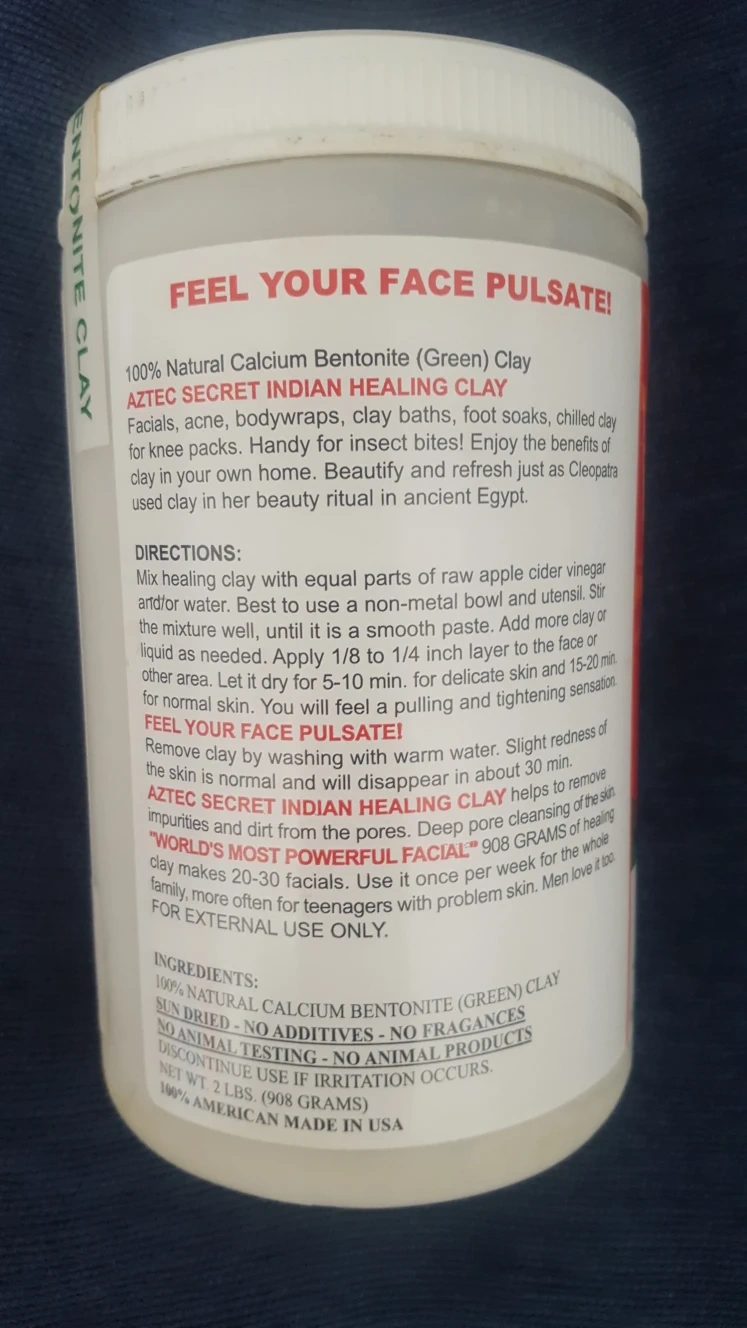 ENTONITE CLAY
FEEL YOUR FACE PULSATE!
100% Natural Calcium Bentonite (Green) Clay
AZTEC SECRET INDIAN HEALING CLAY
Facials, acne, bodywraps, clay baths, foot soaks, chilled clay
for knee packs. Handy for insect bites! Enjoy the benefits of
clay in your own home. Beautify and refresh just as Cleopatra
used clay in her beauty ritual in ancient Egypt.
DIRECTIONS:
Mix healing clay with equal parts of raw apple cider vinegar
and/or water. Best to use a non-metal bowl and utensil. Stir
the mixture well, until it is a smooth paste. Add more clay or
liquid as needed. Apply 1/8 to 1/4 inch layer to the face or
other area. Let it dry for 5-10 min. for delicate skin and 15-20 min.
for normal skin. You will feel a pulling and tightening sensation.
FEEL YOUR FACE PULSATE!
Remove clay by washing with warm water. Slight redness of
the skin is normal and will disappear in about 30 min.
AZTEC SECRET INDIAN HEALING CLAY helps to remove
impurities and dirt from the pores. Deep pore cleansing of the skin.
"WORLD'S MOST POWERFUL FACIAL" 908 GRAMS of healing
clay makes 20-30 facials. Use it once per week for the whole
family, more often for teenagers with problem skin. Men love it too.
FOR EXTERNAL USE ONLY.
INGREDIENTS:
100% NATURAL CALCIUM BENTONITE (GREEN) CLAY
SUN DRIED - NO ADDITIVES - NO FRAGANCES
NO ANIMAL TESTING - NO ANIMAL PRODUCTS
DISCONTINUE USE IF IRRITATION OCCURS.
NET WT. 2 LBS. (908 GRAMS)
100% AMERICAN MADE IN USA